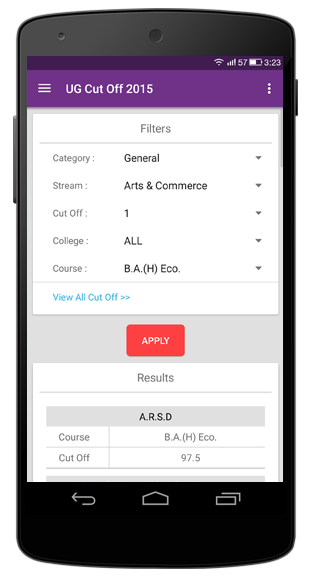 57 3:23
UG Cut Off 2015
Filters
Category : General
Stream : Arts & Commerce
Cut Off : 1
College : ALL
Course : B.A.(H) Eco.
View All Cut Off >>
APPLY
Results
A.R.S.D
Course B.A.(H) Eco.
Cut Off 97.5